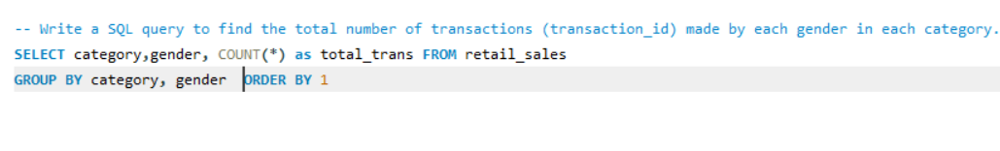 -- Write a SQL query to find the total number of transactions (transaction_id) made by each gender in each category.
SELECT category,gender, COUNT(*) as total_trans FROM retail_sales
GROUP BY category, gender  ORDER BY 1